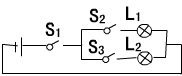 S₂ L₁
S₁
S₃ L₂